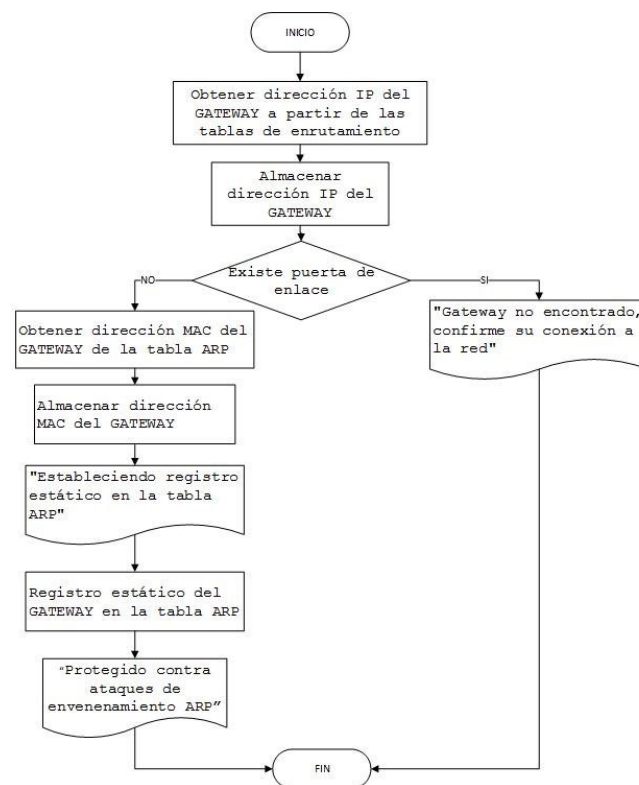 INICIO
Obtener dirección IP del
GATEWAY a partir de las
tablas de enrutamiento
Almacenar
dirección IP del
GATEWAY
Existe puerta de
enlace
NO
SI
Obtener dirección MAC del
GATEWAY de la tabla ARP
"Gateway no encontrado,
confirme su conexión a
la red"
Almacenar dirección
MAC del GATEWAY
"Estableciendo registro
estático en la tabla
ARP"
Registro estático del
GATEWAY en la tabla ARP
“Protegido contra
ataques de
envenenamiento ARP”
FIN